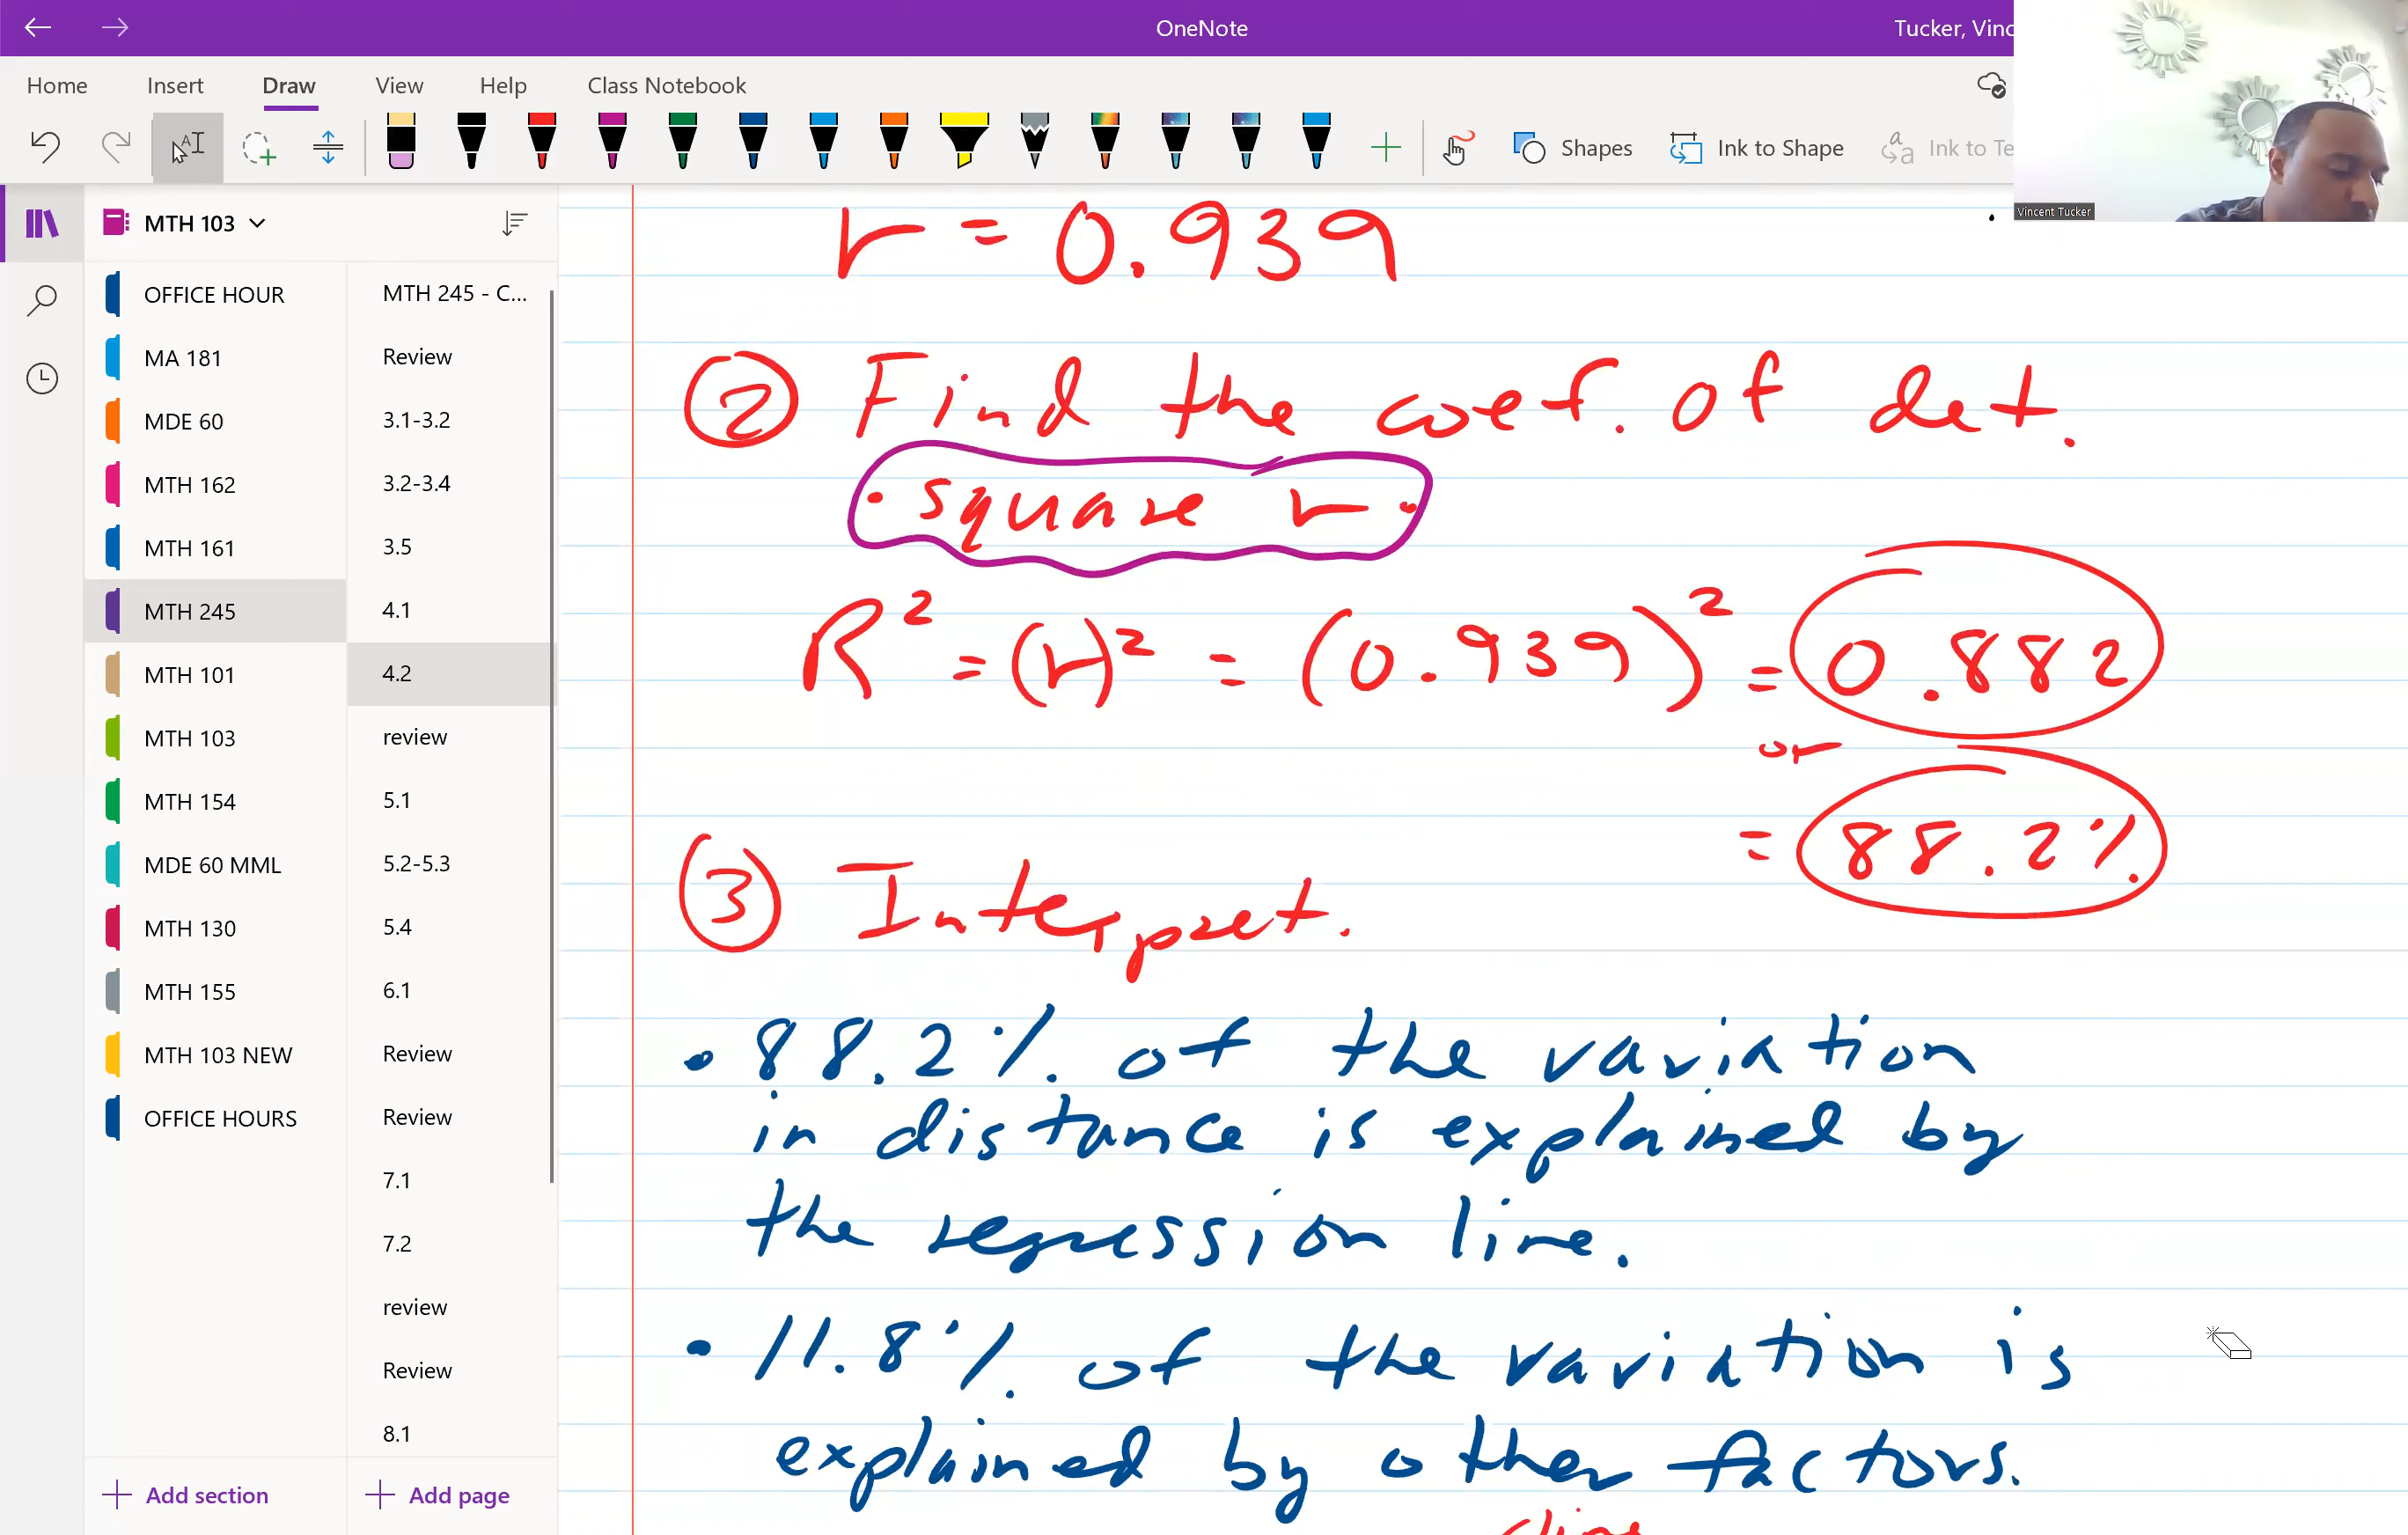 OneNote
Tucker, Vinc
Home Insert Draw View Help Class Notebook
Shapes Ink to Shape Ink to Te
Vincent Tucker
MTH 103
OFFICE HOUR
MA 181
MDE 60
MTH 162
MTH 161
MTH 245
MTH 101
MTH 103
MTH 154
MDE 60 MML
MTH 130
MTH 155
MTH 103 NEW
OFFICE HOURS
Add section
MTH 245 - C...
Review
3.1-3.2
3.2-3.4
3.5
4.1
4.2
review
5.1
5.2-5.3
5.4
6.1
Review
Review
7.1
7.2
review
Review
8.1
Add page
r = 0.939
② Find the coef. of det.
• square r •
R² = (r)² = (0.939)² = 0.882
or
= 88.2%
③ Interpret.
• 88.2% of the variation
in distance is explained by
the regression line.
• 11.8% of the variation is
explained by other factors.